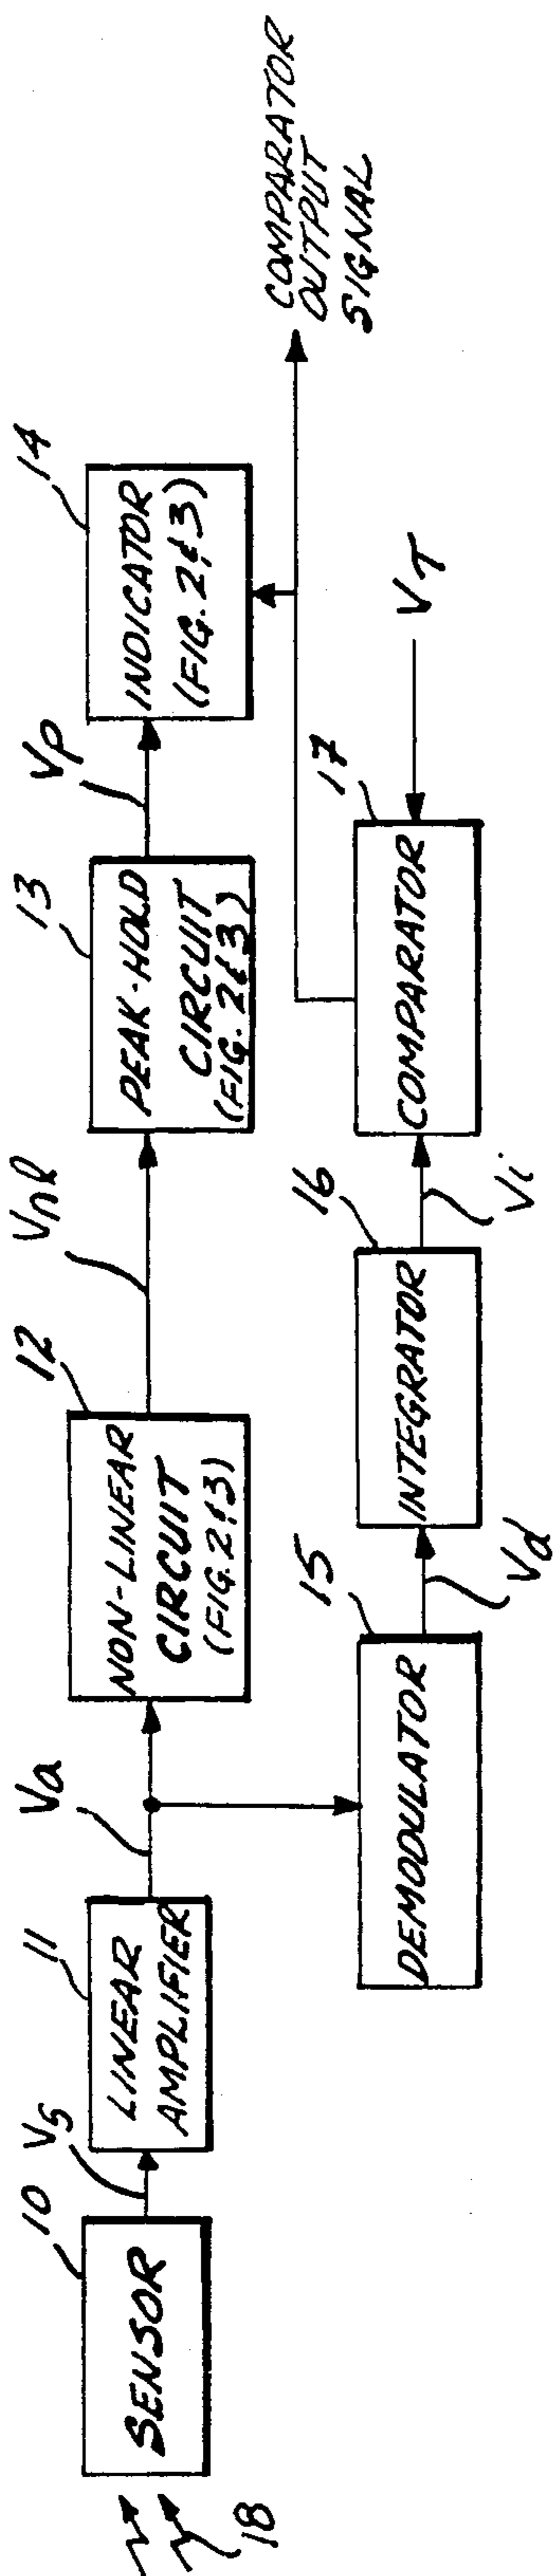 18
10
SENSOR
VS
11
LINEAR
AMPLIFIER
Va
12
NON-LINEAR
CIRCUIT
(FIG. 2 & 3)
Vnl
13
PEAK-HOLD
CIRCUIT
(FIG. 2 & 3)
Vp
14
INDICATOR
(FIG. 2 & 3)
15
DEMODULATOR
Vd
16
INTEGRATOR
Vi
17
COMPARATOR
VT
COMPARATOR
OUTPUT
SIGNAL